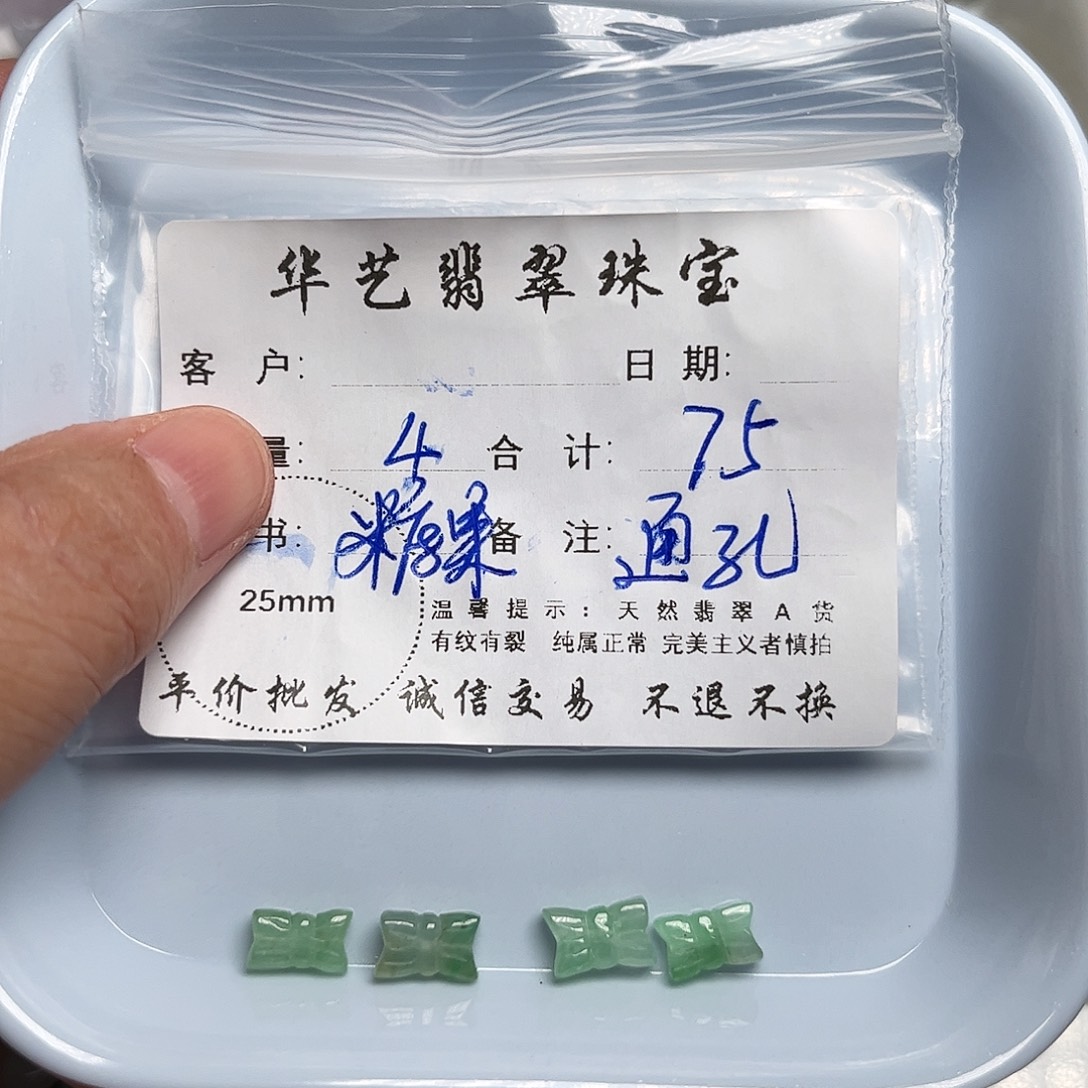 华艺翡翠珠宝
客 户: 日 期:
量: 4 合 计: 75
书: 糖果 备 注: 通孔
25mm
温馨提示: 天然翡翠A货
有纹有裂 纯属正常 完美主义者慎拍
平价批发 诚信交易 不退不换